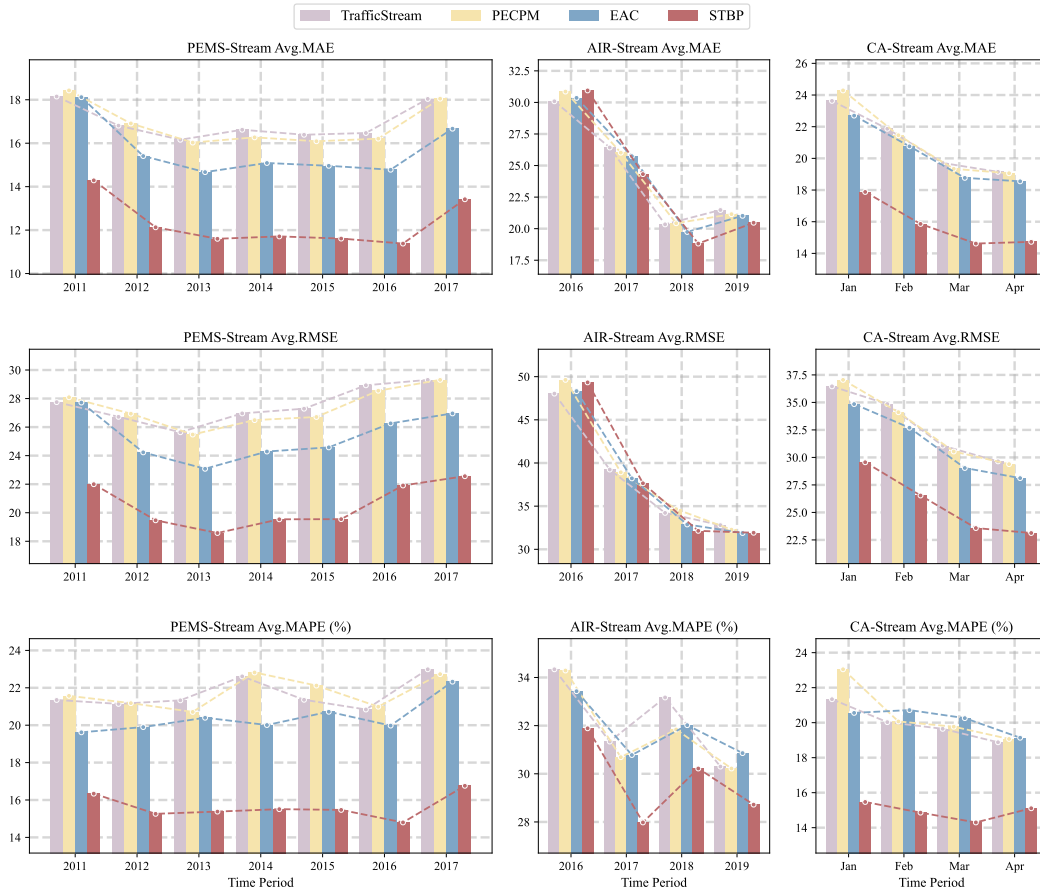 TrafficStream PECPM EAC STBP
PEMS-Stream Avg.MAE
18
16
14
12
10
2011 2012 2013 2014 2015 2016 2017
AIR-Stream Avg.MAE
32.5
30.0
27.5
25.0
22.5
20.0
17.5
2016 2017 2018 2019
CA-Stream Avg.MAE
26
24
22
20
18
16
14
Jan Feb Mar Apr
PEMS-Stream Avg.RMSE
30
28
26
24
22
20
18
2011 2012 2013 2014 2015 2016 2017
AIR-Stream Avg.RMSE
50
45
40
35
30
2016 2017 2018 2019
CA-Stream Avg.RMSE
37.5
35.0
32.5
30.0
27.5
25.0
22.5
Jan Feb Mar Apr
PEMS-Stream Avg.MAPE (%)
24
22
20
18
16
14
2011 2012 2013 2014 2015 2016 2017
Time Period
AIR-Stream Avg.MAPE (%)
34
32
30
28
2016 2017 2018 2019
Time Period
CA-Stream Avg.MAPE (%)
24
22
20
18
16
14
Jan Feb Mar Apr
Time Period